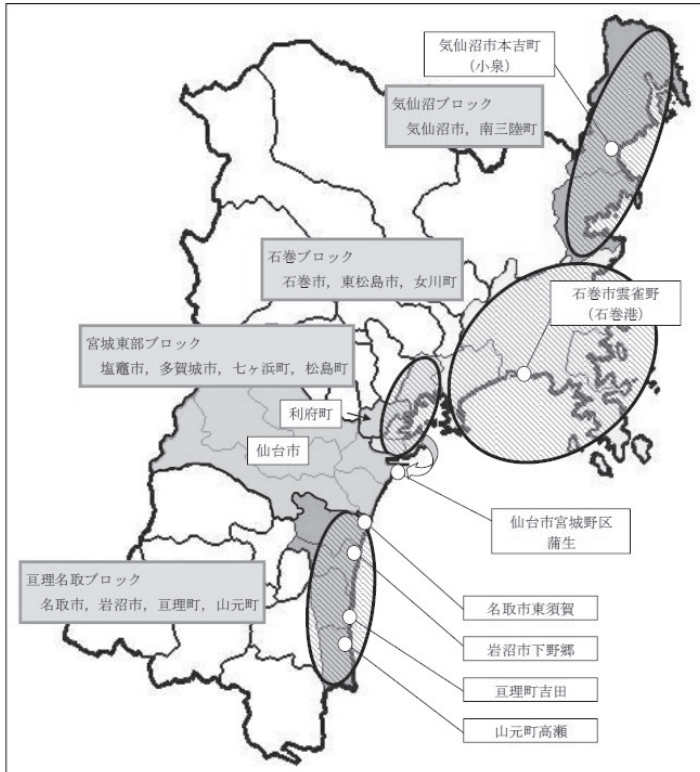 気仙沼市本吉町
(小泉)
気仙沼ブロック
気仙沼市，南三陸町
石巻ブロック
石巻市，東松島市，女川町
石巻市雲雀野
(石巻港)
宮城東部ブロック
塩竈市，多賀城市，七ヶ浜町，松島町
利府町
仙台市
仙台市宮城野区
蒲生
亘理名取ブロック
名取市，岩沼市，亘理町，山元町
名取市東須賀
岩沼市下野郷
亘理町吉田
山元町高瀬